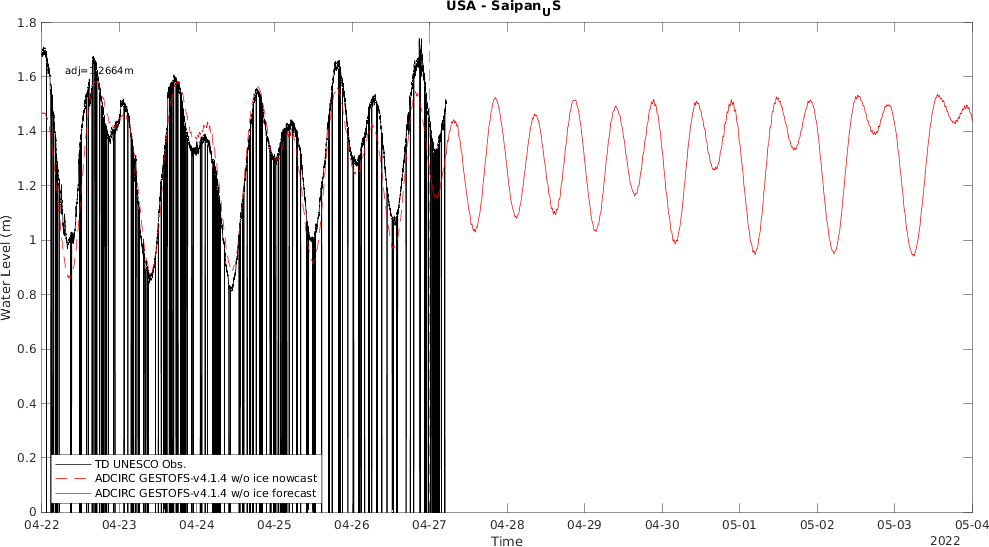 USA - SaipanUS
1.8
1.6
1.4
1.2
1
0.8
0.6
0.4
0.2
0
Water Level (m)
adj=1.2664m
TD UNESCO Obs.
ADCIRC GESTOFS-v4.1.4 w/o ice nowcast
ADCIRC GESTOFS-v4.1.4 w/o ice forecast
04-22 04-23 04-24 04-25 04-26 04-27 04-28 04-29 04-30 05-01 05-02 05-03 05-04
Time
2022